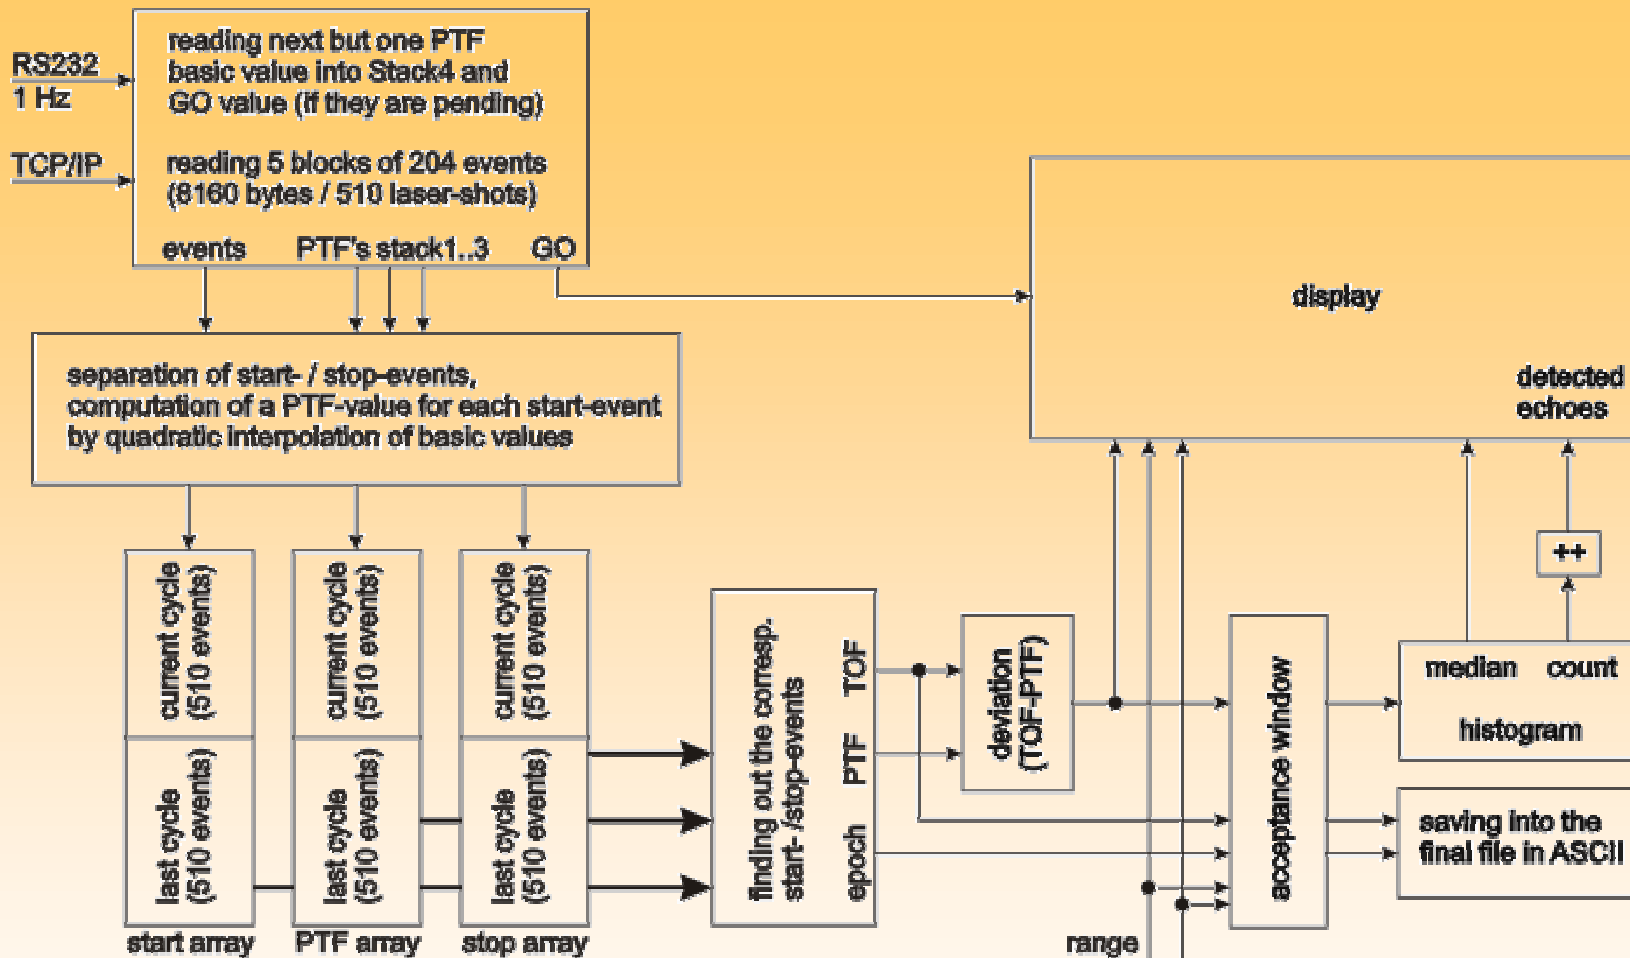 RS232
1 Hz
TCP/IP
reading next but one PTF
basic value into Stack4 and
GO value (if they are pending)
reading 5 blocks of 204 events
(8160 bytes / 510 laser-shots)
events PTF's stack1..3 GO
display
detected
echoes
separation of start- / stop-events,
computation of a PTF-value for each start-event
by quadratic interpolation of basic values
++
current cycle
(510 events)
current cycle
(510 events)
current cycle
(510 events)
last cycle
(510 events)
last cycle
(510 events)
last cycle
(510 events)
start array
PTF array
stop array
finding out the corresp.
start- /stop-events
epoch PTF TOF
deviation
(TOF-PTF)
acceptance window
median count
histogram
saving into the
final file in ASCII
range